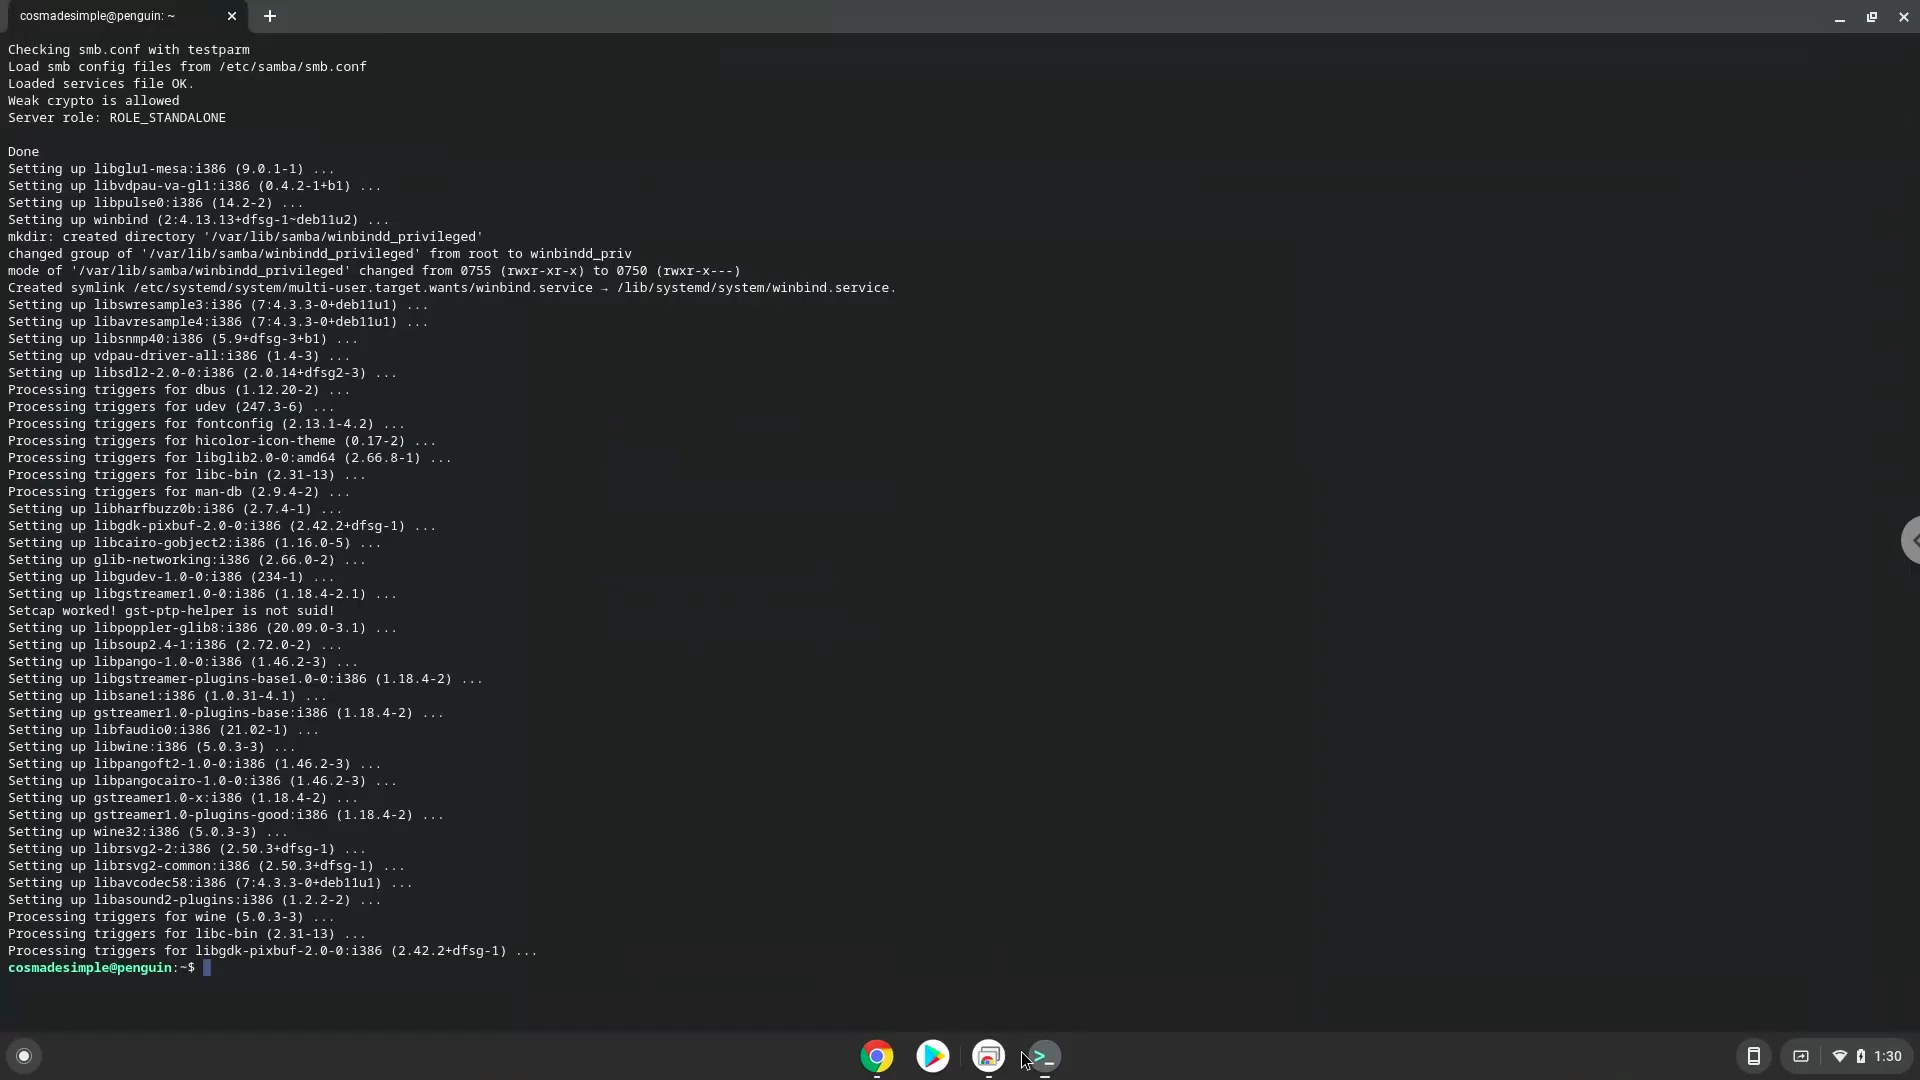 cosmadesimple@penguin: ~
Checking smb.conf with testparm
Load smb config files from /etc/samba/smb.conf
Loaded services file OK.
Weak crypto is allowed
Server role: ROLE_STANDALONE
Done
Setting up libglu1-mesa:i386 (9.0.1-1) ...
Setting up libvdpau-va-gl1:i386 (0.4.2-1+b1) ...
Setting up libpulse0:i386 (14.2-2) ...
Setting up winbind (2:4.13.13+dfsg-1~deb11u2) ...
mkdir: created directory '/var/lib/samba/winbindd_privileged'
changed group of '/var/lib/samba/winbindd_privileged' from root to winbindd_priv
mode of '/var/lib/samba/winbindd_privileged' changed from 0755 (rwxr-xr-x) to 0750 (rwxr-x---)
Created symlink /etc/systemd/system/multi-user.target.wants/winbind.service → /lib/systemd/system/winbind.service.
Setting up libswresample3:i386 (7:4.3.3-0+deb11u1) ...
Setting up libavresample4:i386 (7:4.3.3-0+deb11u1) ...
Setting up libsnmp40:i386 (5.9+dfsg-3+b1) ...
Setting up vdpau-driver-all:i386 (1.4-3) ...
Setting up libsdl2-2.0-0:i386 (2.0.14+dfsg2-3) ...
Processing triggers for dbus (1.12.20-2) ...
Processing triggers for udev (247.3-6) ...
Processing triggers for fontconfig (2.13.1-4.2) ...
Processing triggers for hicolor-icon-theme (0.17-2) ...
Processing triggers for libglib2.0-0:amd64 (2.66.8-1) ...
Processing triggers for libc-bin (2.31-13) ...
Processing triggers for man-db (2.9.4-2) ...
Setting up libharfbuzz0b:i386 (2.7.4-1) ...
Setting up libgdk-pixbuf-2.0-0:i386 (2.42.2+dfsg-1) ...
Setting up libcairo-gobject2:i386 (1.16.0-5) ...
Setting up glib-networking:i386 (2.66.0-2) ...
Setting up libgudev-1.0-0:i386 (234-1) ...
Setting up libgstreamer1.0-0:i386 (1.18.4-2.1) ...
Setcap worked! gst-ptp-helper is not suid!
Setting up libpoppler-glib8:i386 (20.09.0-3.1) ...
Setting up libsoup2.4-1:i386 (2.72.0-2) ...
Setting up libpango-1.0-0:i386 (1.46.2-3) ...
Setting up libgstreamer-plugins-base1.0-0:i386 (1.18.4-2) ...
Setting up libsane1:i386 (1.0.31-4.1) ...
Setting up gstreamer1.0-plugins-base:i386 (1.18.4-2) ...
Setting up libfaudio0:i386 (21.02-1) ...
Setting up libwine:i386 (5.0.3-3) ...
Setting up libpangoft2-1.0-0:i386 (1.46.2-3) ...
Setting up libpangocairo-1.0-0:i386 (1.46.2-3) ...
Setting up gstreamer1.0-x:i386 (1.18.4-2) ...
Setting up gstreamer1.0-plugins-good:i386 (1.18.4-2) ...
Setting up wine32:i386 (5.0.3-3) ...
Setting up librsvg2-2:i386 (2.50.3+dfsg-1) ...
Setting up librsvg2-common:i386 (2.50.3+dfsg-1) ...
Setting up libavcodec58:i386 (7:4.3.3-0+deb11u1) ...
Setting up libasound2-plugins:i386 (1.2.2-2) ...
Processing triggers for wine (5.0.3-3) ...
Processing triggers for libc-bin (2.31-13) ...
Processing triggers for libgdk-pixbuf-2.0-0:i386 (2.42.2+dfsg-1) ...
cosmadesimple@penguin:~$
1:30